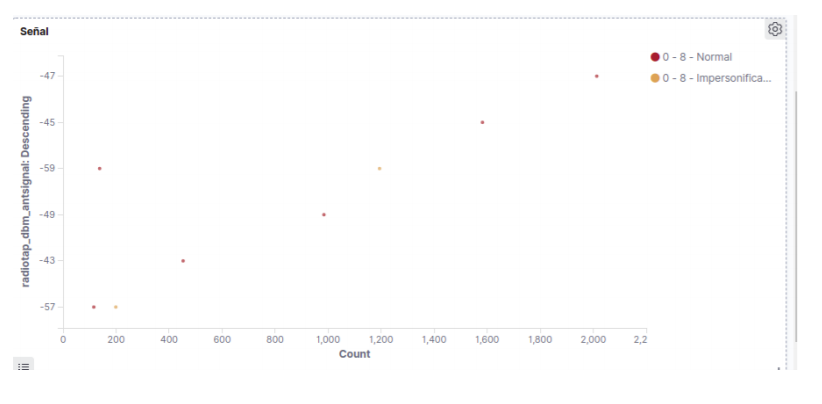 Señal
0 - 8 - Normal
0 - 8 - Impersonifica...
radiotap_dbm_antsignal: Descending
-47
-45
-59
-49
-43
-57
0 200 400 600 800 1,000 1,200 1,400 1,600 1,800 2,000 2,2
Count